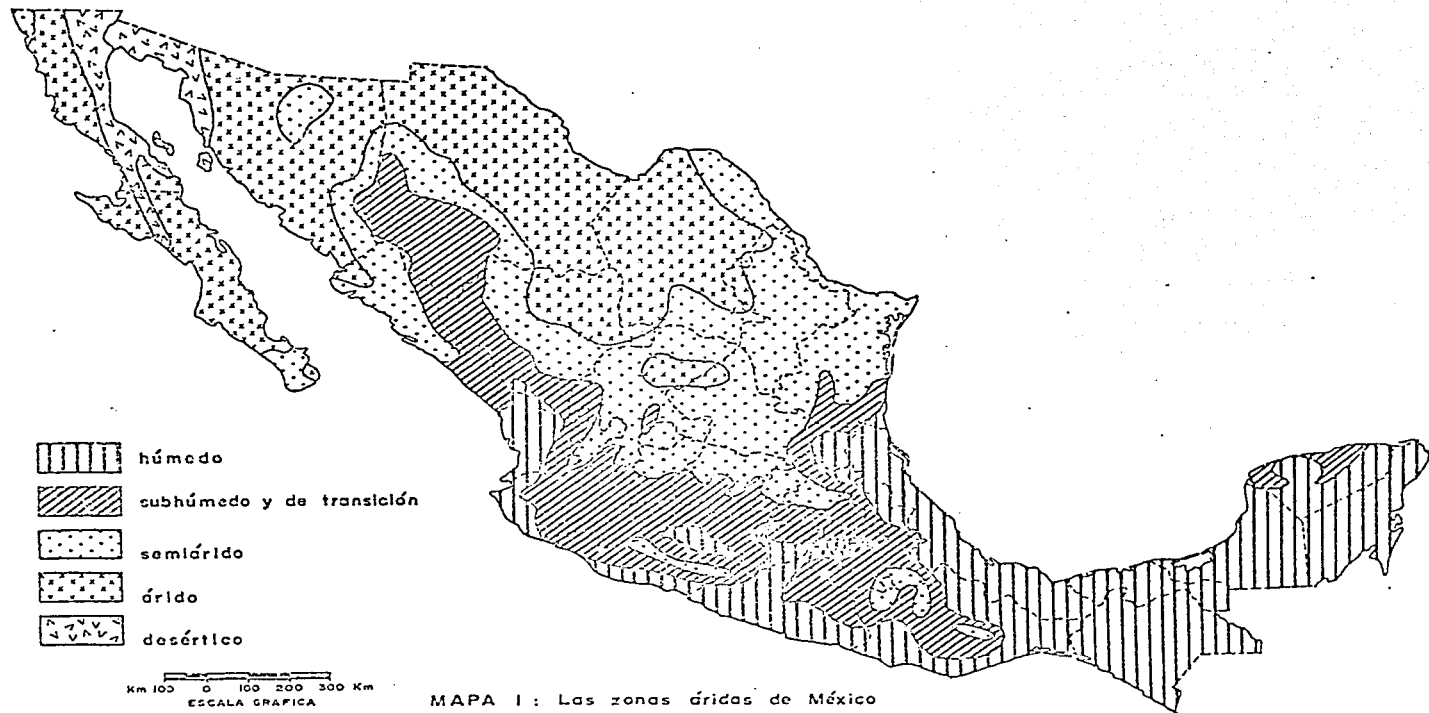 húmedo
subhúmedo y de transición
semiárido
árido
desértico
Km 100 0 100 200 300 Km
ESCALA GRAFICA
MAPA I : Las zonas áridas de México